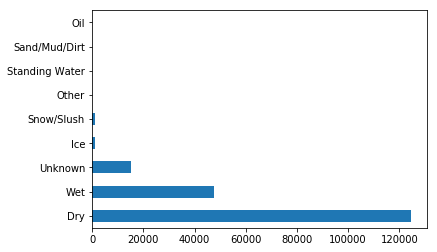 Oil
Sand/Mud/Dirt
Standing Water
Other
Snow/Slush
Ice
Unknown
Wet
Dry
0 20000 40000 60000 80000 100000 120000